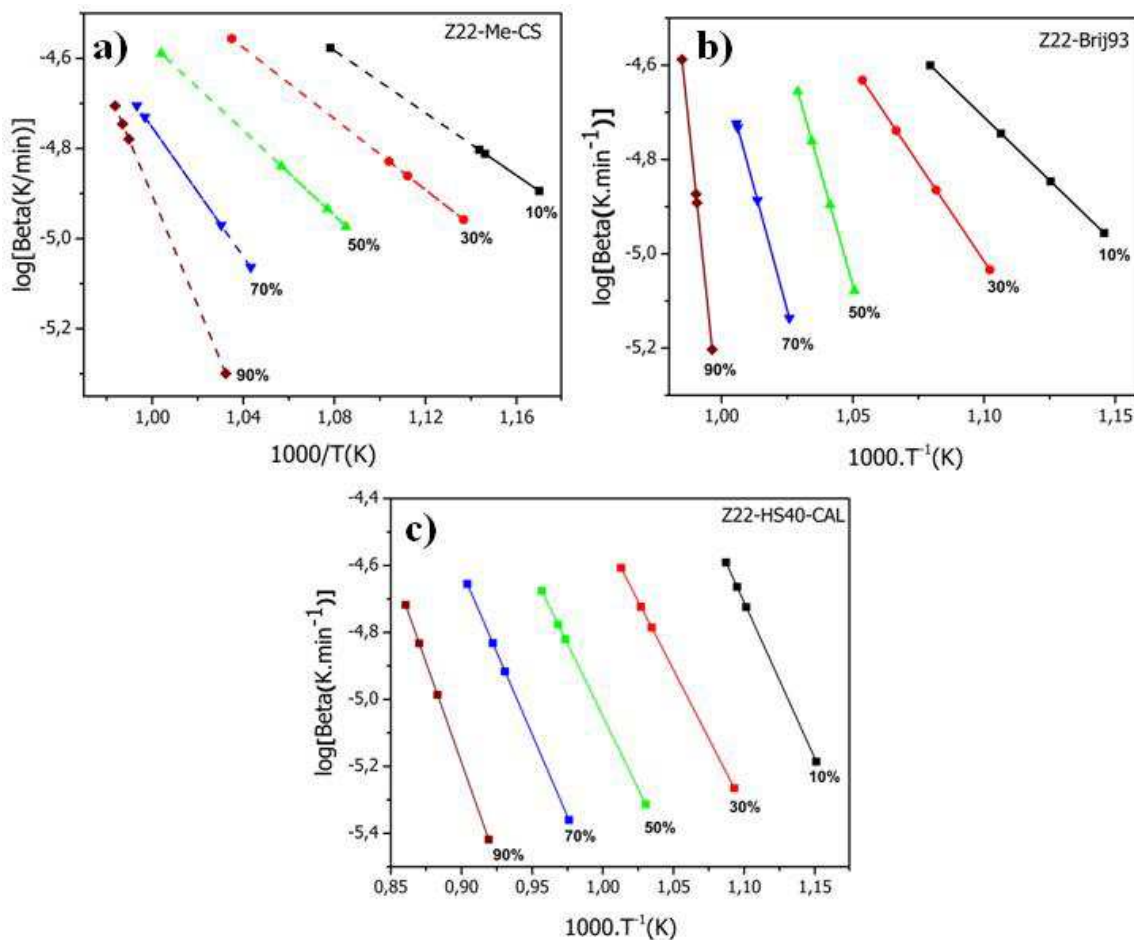 a)
Z22-Me-CS
log[Beta(K/min)]
-4,6
-4,8
-5,0
-5,2
10%
30%
50%
70%
90%
1,00 1,04 1,08 1,12 1,16
1000/T(K)
b)
Z22-Brij93
log[Beta(K.min⁻¹)]
-4,6
-4,8
-5,0
-5,2
10%
30%
50%
70%
90%
1,00 1,05 1,10 1,15
1000.T⁻¹(K)
c)
Z22-HS40-CAL
log[Beta(K.min⁻¹)]
-4,4
-4,6
-4,8
-5,0
-5,2
-5,4
10%
30%
50%
70%
90%
0,85 0,90 0,95 1,00 1,05 1,10 1,15
1000.T⁻¹(K)